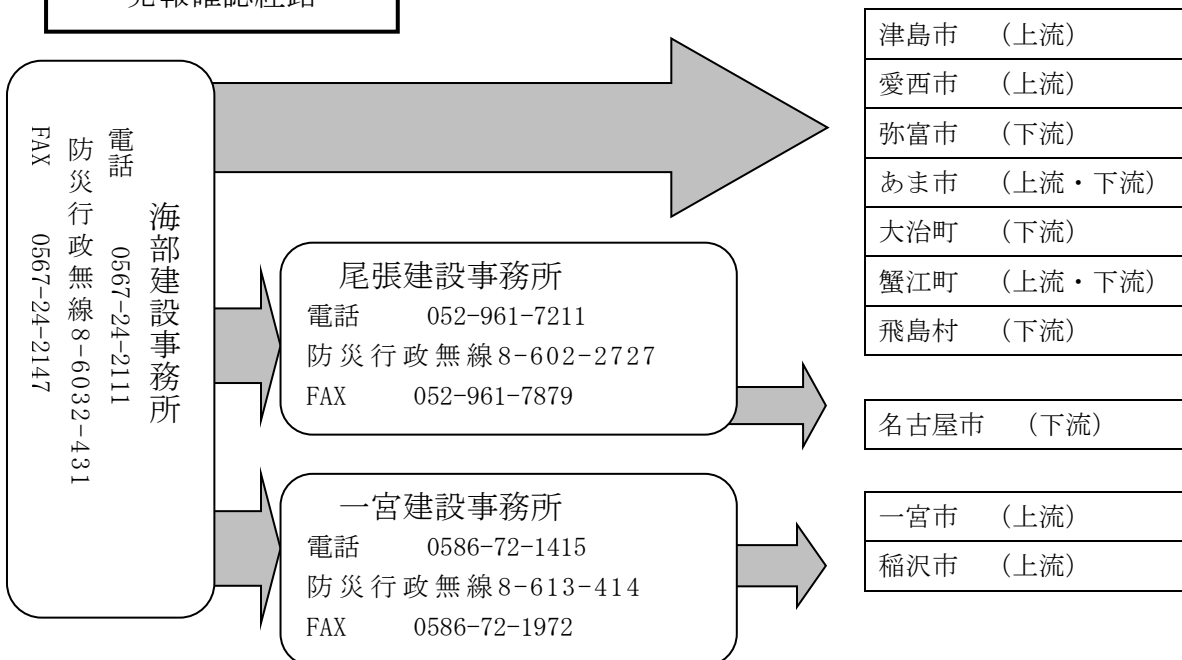 発報確認経路
海部建設事務所
電話 0567-24-2111
防災行政無線8-6032-431
FAX 0567-24-2147
尾張建設事務所
電話 052-961-7211
防災行政無線8-602-2727
FAX 052-961-7879
一宮建設事務所
電話 0586-72-1415
防災行政無線8-613-414
FAX 0586-72-1972
津島市 （上流）
愛西市 （上流）
弥富市 （下流）
あま市 （上流・下流）
大治町 （下流）
蟹江町 （上流・下流）
飛島村 （下流）
名古屋市 （下流）
一宮市 （上流）
稲沢市 （上流）